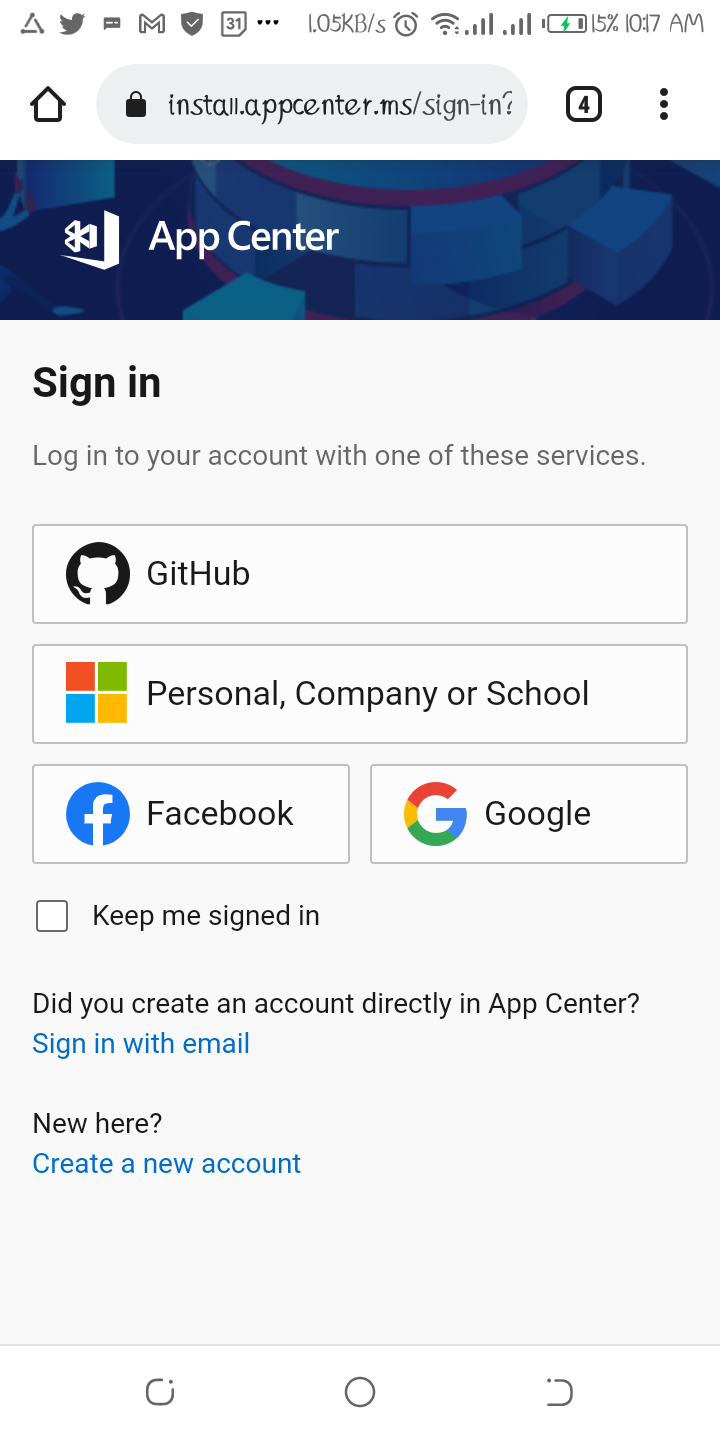 31 ... 1.05KB/s 15% 10:17 AM
install.appcenter.ms/sign-in? 4
App Center
Sign in
Log in to your account with one of these services.
GitHub
Personal, Company or School
Facebook Google
Keep me signed in
Did you create an account directly in App Center?
Sign in with email
New here?
Create a new account